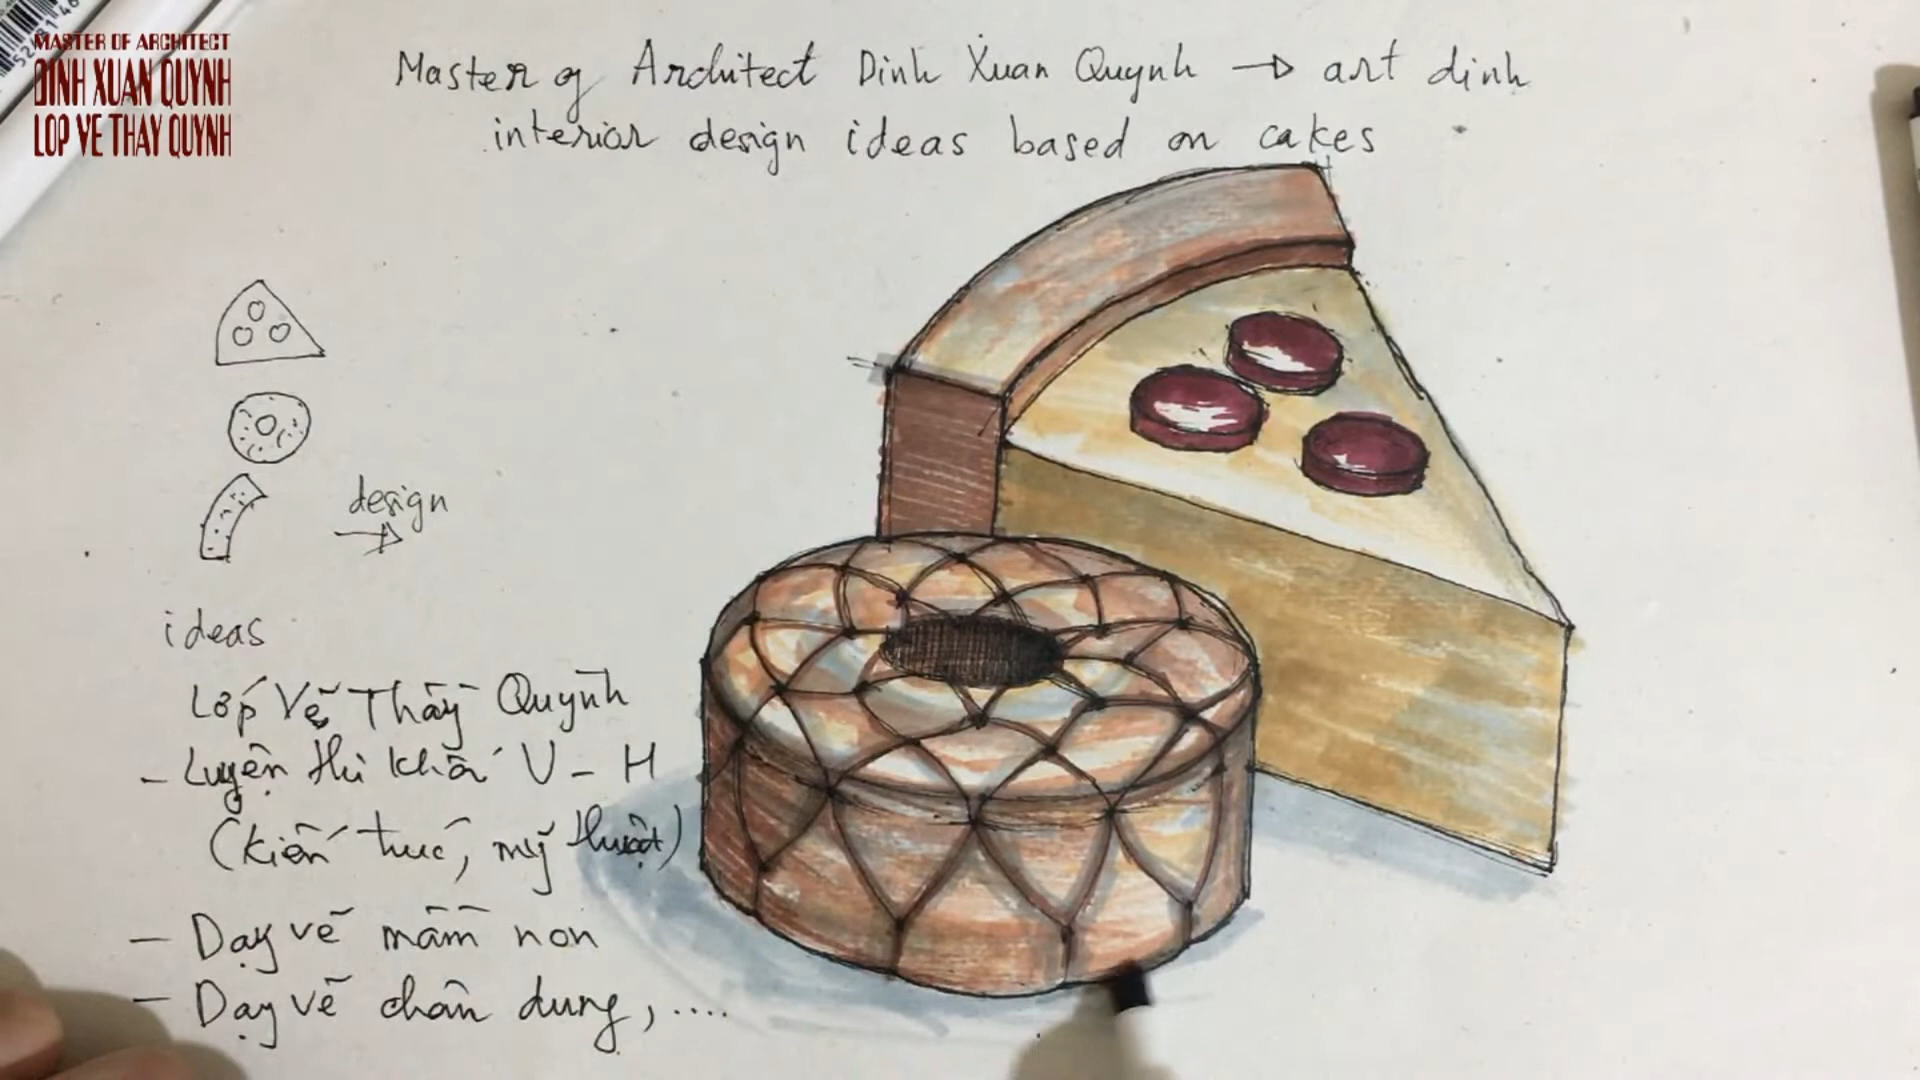 MASTER OF ARCHITECT
DINH XUAN QUYNH
LOP VE THAY QUYNH
Master of Architect Dinh Xuan Quynh → art dinh
interior design ideas based on cakes
design
→
ideas
Lớp Vẽ Thầy Quỳnh
- Luyện thi khối V - H
(kiến trúc, mỹ thuật)
- Dạy vẽ mầm non
- Dạy vẽ chân dung, ....